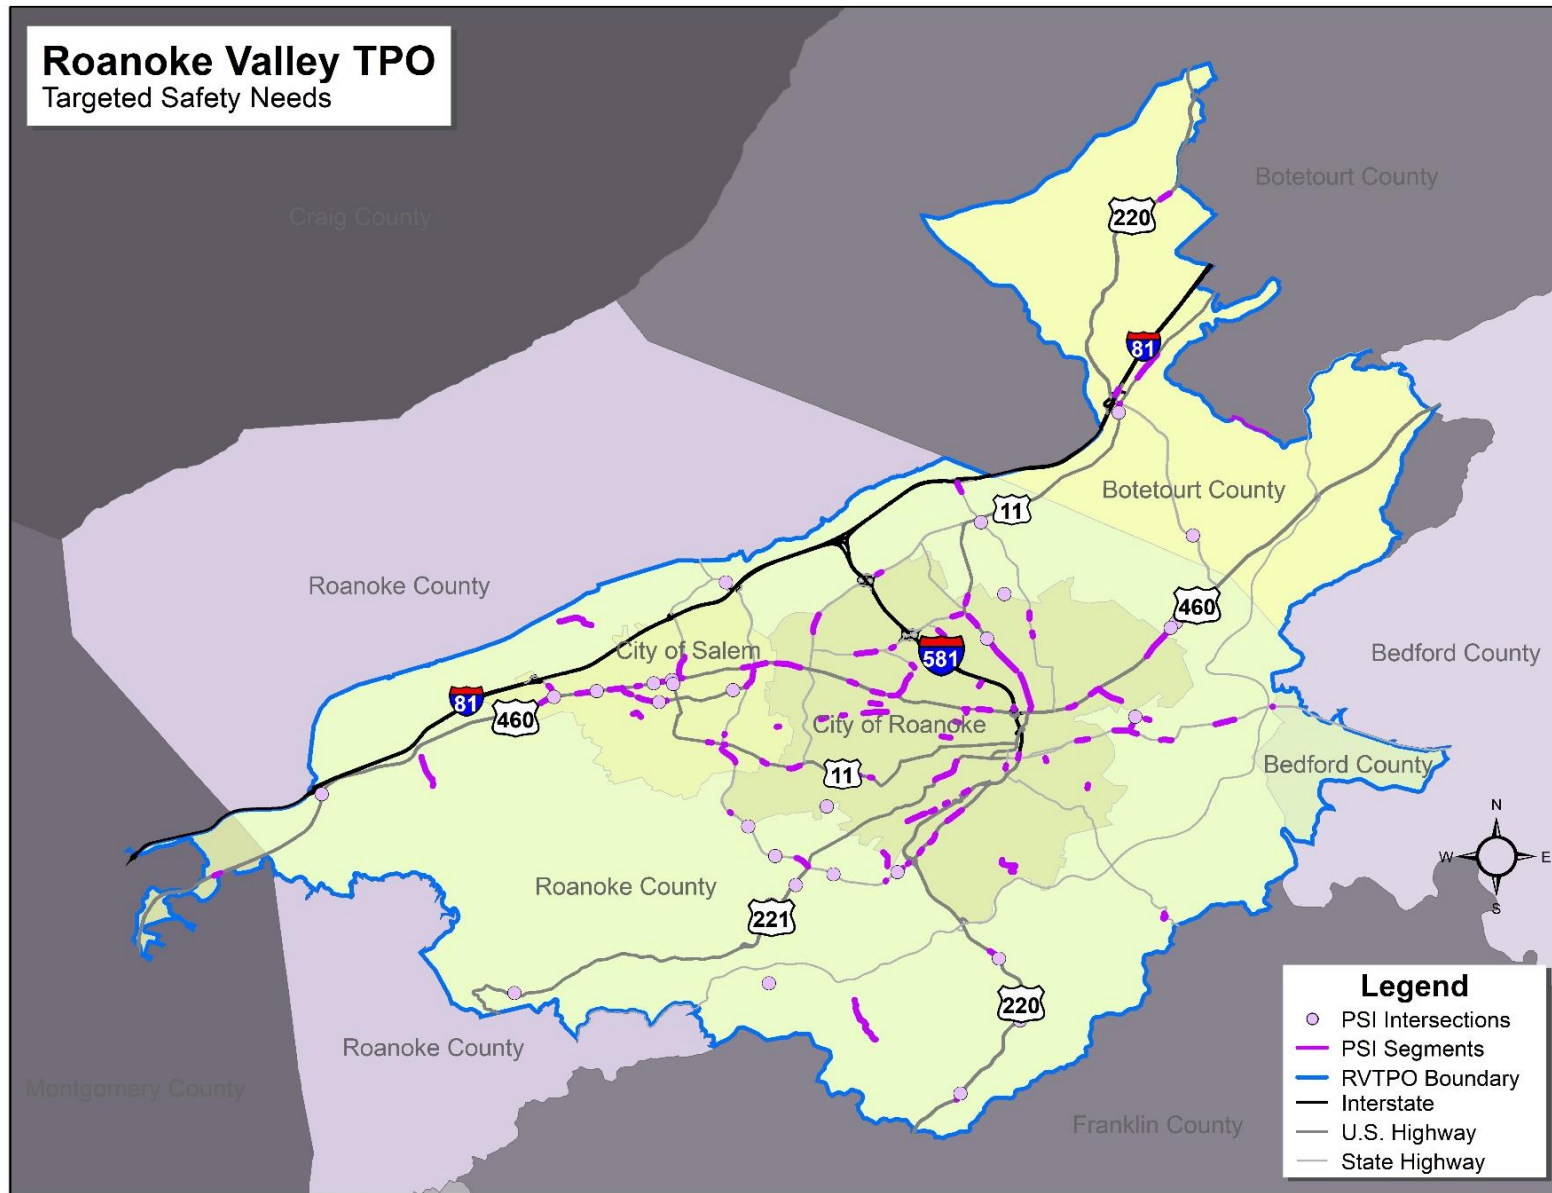 Roanoke Valley TPO
Targeted Safety Needs
Craig County
Botetourt County
220
81
Botetourt County
11
Roanoke County
460
City of Salem
581
Bedford County
81
460
City of Roanoke
11
Bedford County
N
W
E
S
Roanoke County
221
220
Roanoke County
Montgomery County
Franklin County
Legend
PSI Intersections
PSI Segments
RVTPO Boundary
Interstate
U.S. Highway
State Highway